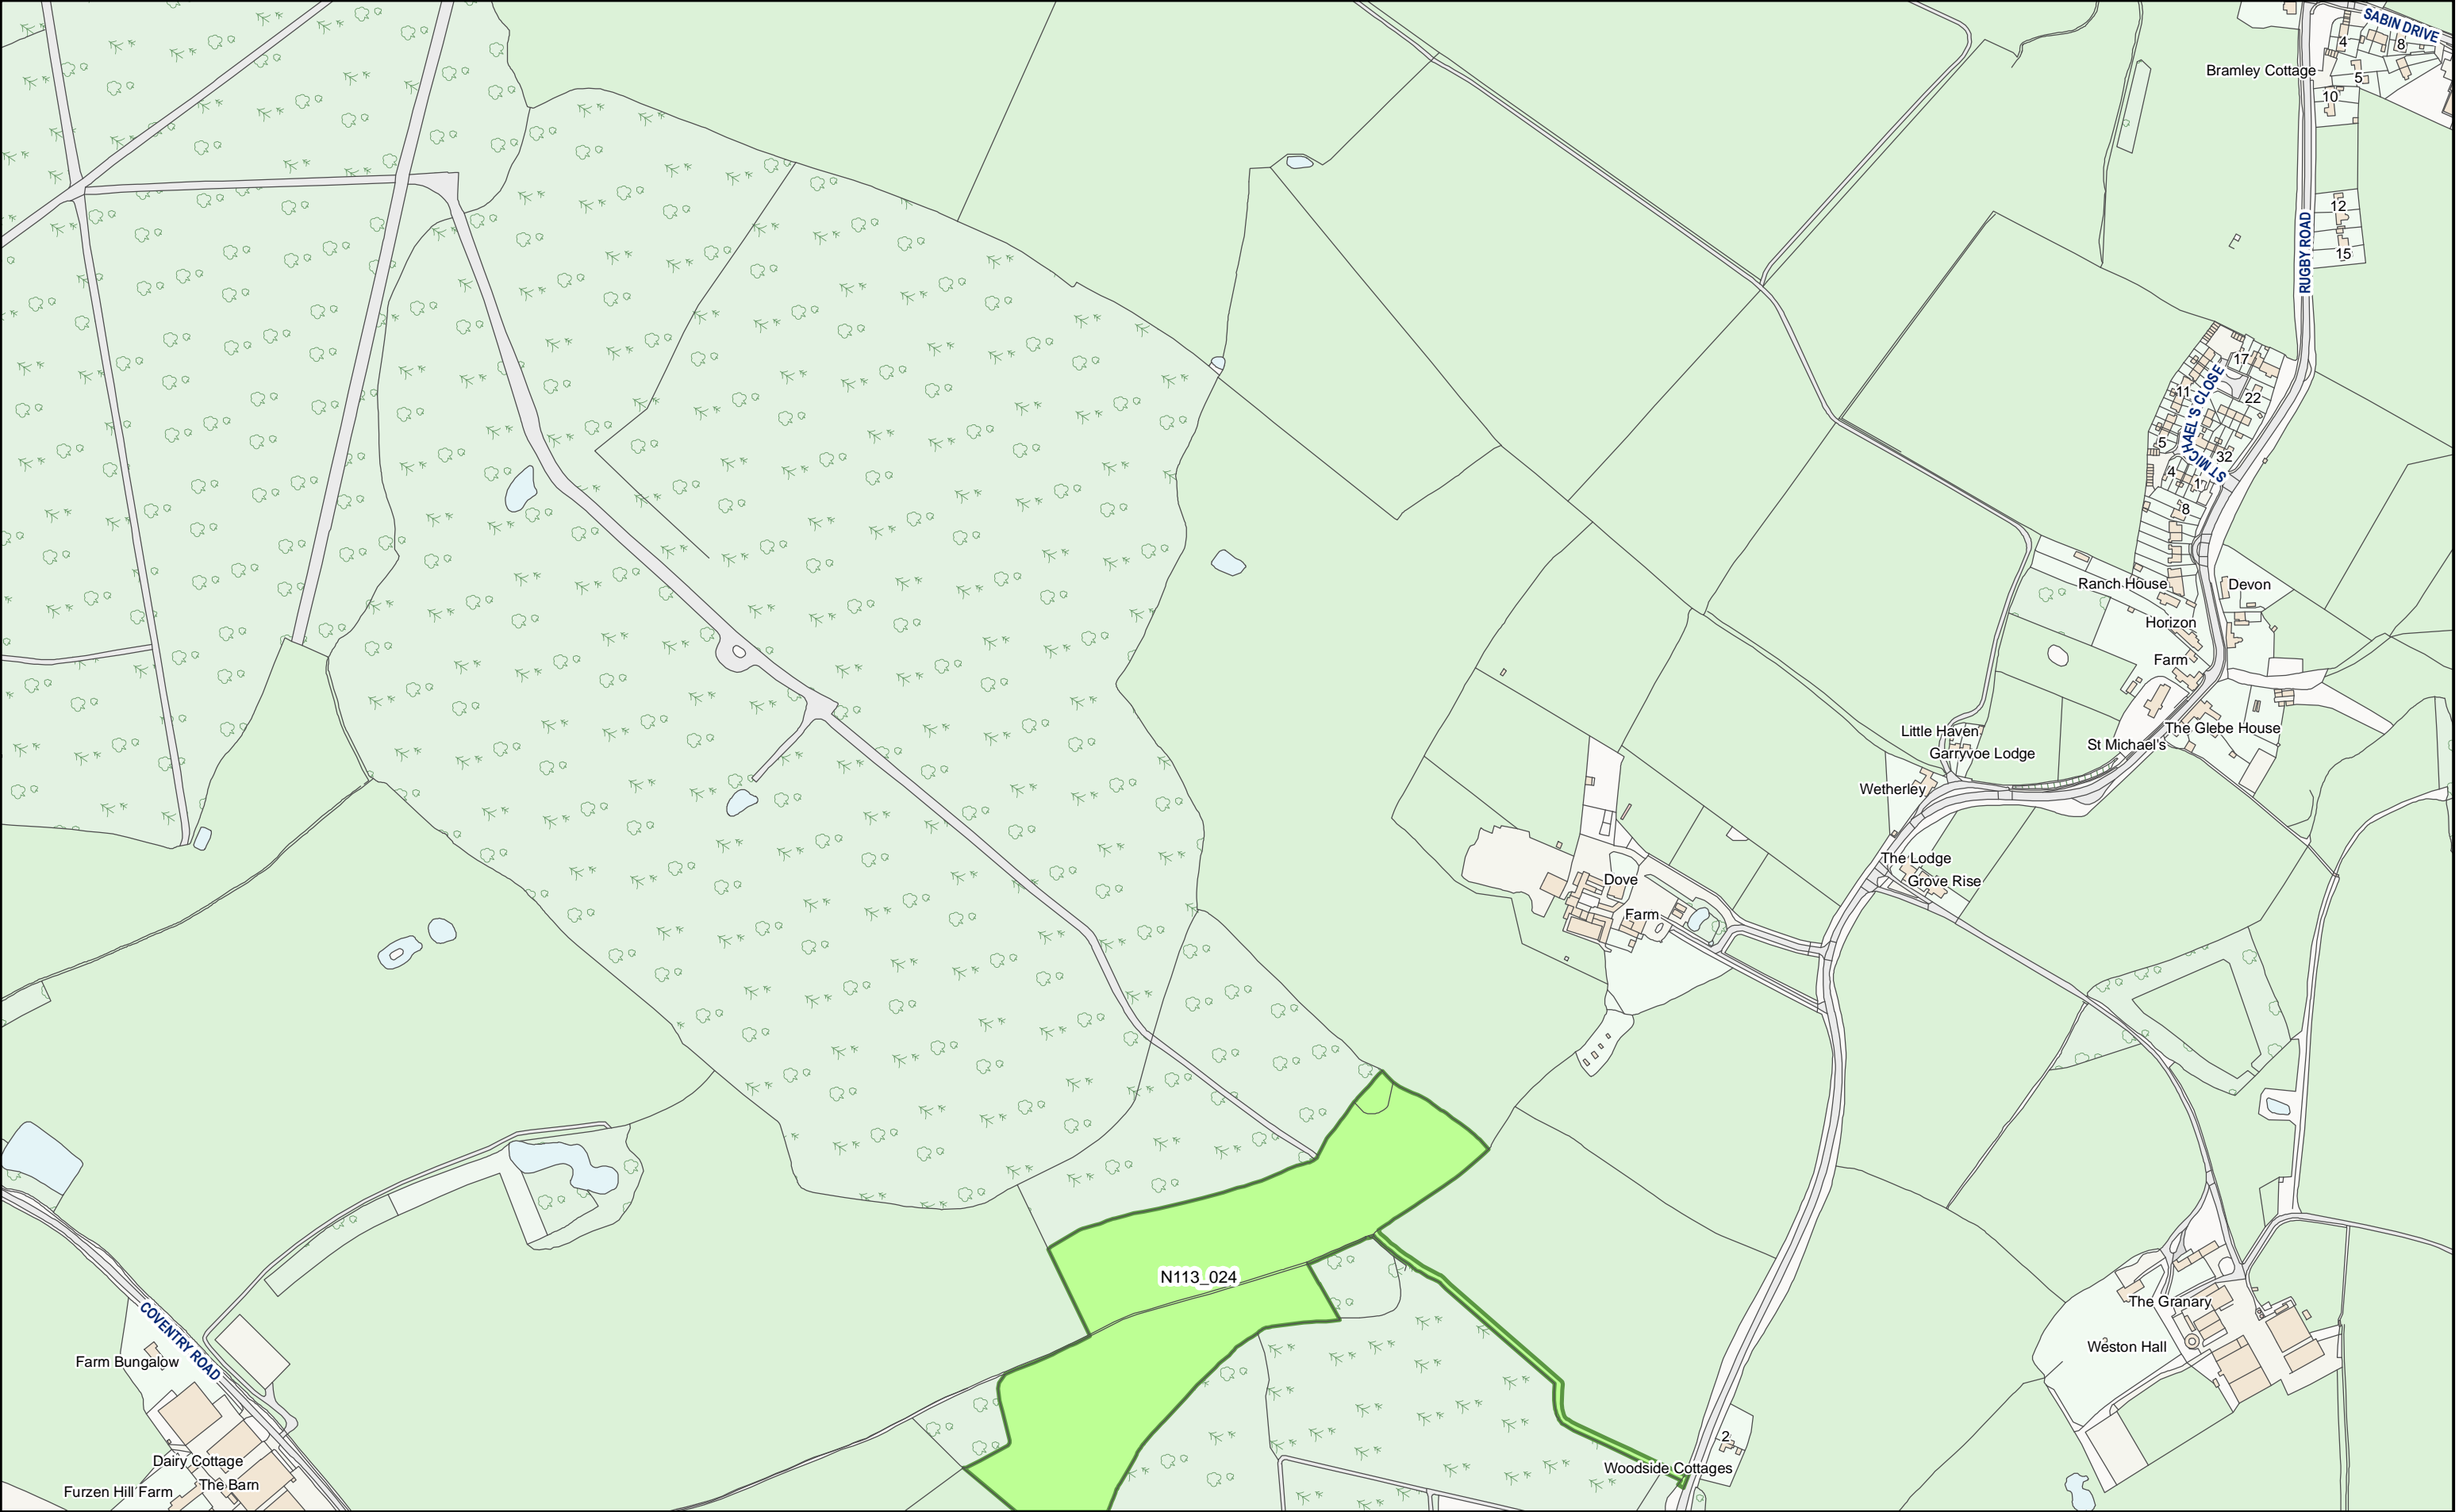 SABIN DRIVE
4
8
Bramley Cottage
5
10
12
RUGBY ROAD
15
17
11
22
ST MICHAEL'S CLOSE
5
32
4
1
8
Ranch House
Devon
Horizon
Farm
Little Haven
The Glebe House
St Michael's
Garryvoe Lodge
Wetherley
The Lodge
Dove
Grove Rise
Farm
N113_024
The Granary
COVENTRY ROAD
2
Weston Hall
Farm Bungalow
2
Dairy Cottage
Woodside Cottages
The Barn
Furzen Hill Farm